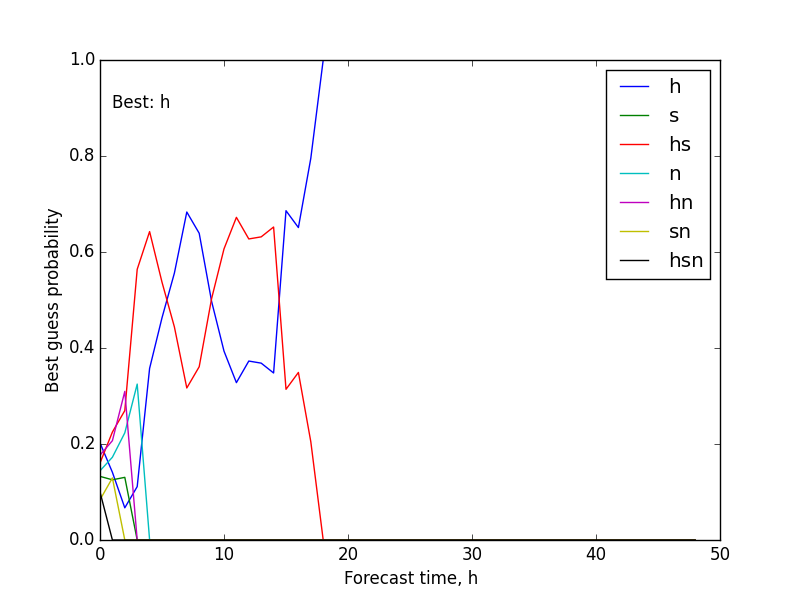 1.0
0.8
0.6
0.4
0.2
0.0
Best guess probability
Best: h
h
s
hs
n
hn
sn
hsn
0 10 20 30 40 50
Forecast time, h